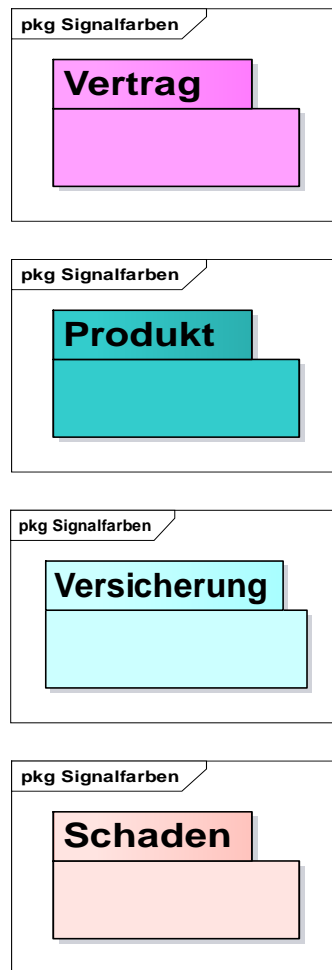 pkg Signalfarben
Vertrag
pkg Signalfarben
Produkt
pkg Signalfarben
Versicherung
pkg Signalfarben
Schaden